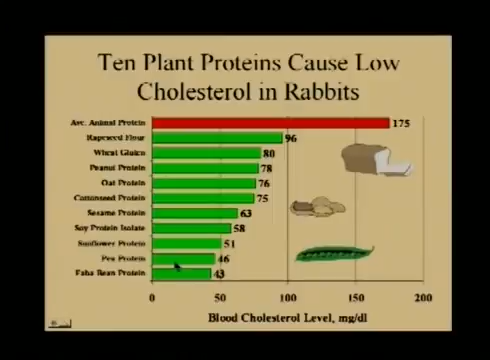 Ten Plant Proteins Cause Low
Cholesterol in Rabbits
Ave. Animal Protein 175
Rapeseed Flour 96
Wheat Gluten 80
Peanut Protein 78
Oat Protein 76
Cottonseed Protein 75
Sesame Protein 63
Soy Protein Isolate 58
Sunflower Protein 51
Pea Protein 46
Faba Bean Protein 43
0 50 100 150 200
Blood Cholesterol Level, mg/dl